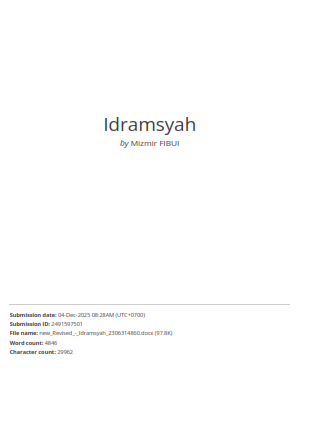 Idramsyah
by Mizmir FIBUI
Submission date: 04-Dec-2025 08:28AM (UTC+0700)
Submission ID: 2491597501
File name: new_Revised_-_Idramsyah_2306314860.docx (97.8K)
Word count: 4846
Character count: 29962